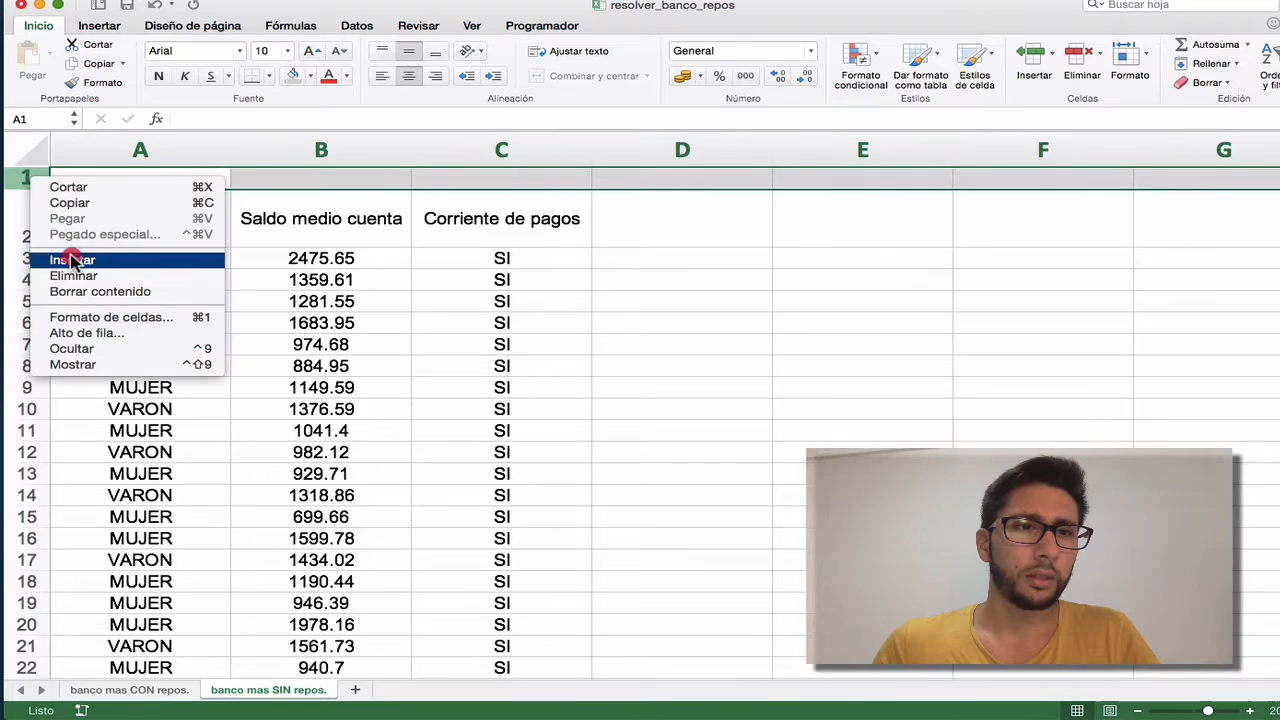 resolver_banco_repos
Buscar hoja
Inicio Insertar Diseño de página Fórmulas Datos Revisar Ver Programador
Pegar
Cortar
Copiar
Formato
Portapapeles
Arial 10
N K S
Fuente
Ajustar texto
Combinar y centrar
Alineación
General
% 000
Número
Formato condicional
Dar formato como tabla
Estilos de celda
Estilos
Insertar Eliminar Formato
Celdas
Autosuma
Rellenar
Borrar
Edición
A1 fx
A B C D E F G
1
Cortar ⌘X
Copiar ⌘C
Pegar ⌘V
Pegado especial... ^⌘V
Insertar
Eliminar
Borrar contenido
Formato de celdas... ⌘1
Alto de fila...
Ocultar ^9
Mostrar ^⇧9
2 Saldo medio cuenta Corriente de pagos
3 2475.65 SI
4 1359.61 SI
5 1281.55 SI
6 1683.95 SI
7 974.68 SI
8 884.95 SI
9 MUJER 1149.59 SI
10 VARON 1376.59 SI
11 MUJER 1041.4 SI
12 VARON 982.12 SI
13 MUJER 929.71 SI
14 VARON 1318.86 SI
15 MUJER 699.66 SI
16 MUJER 1599.78 SI
17 VARON 1434.02 SI
18 MUJER 1190.44 SI
19 MUJER 946.39 SI
20 MUJER 1978.16 SI
21 VARON 1561.73 SI
22 MUJER 940.7 SI
banco mas CON repos. banco mas SIN repos. +
Listo